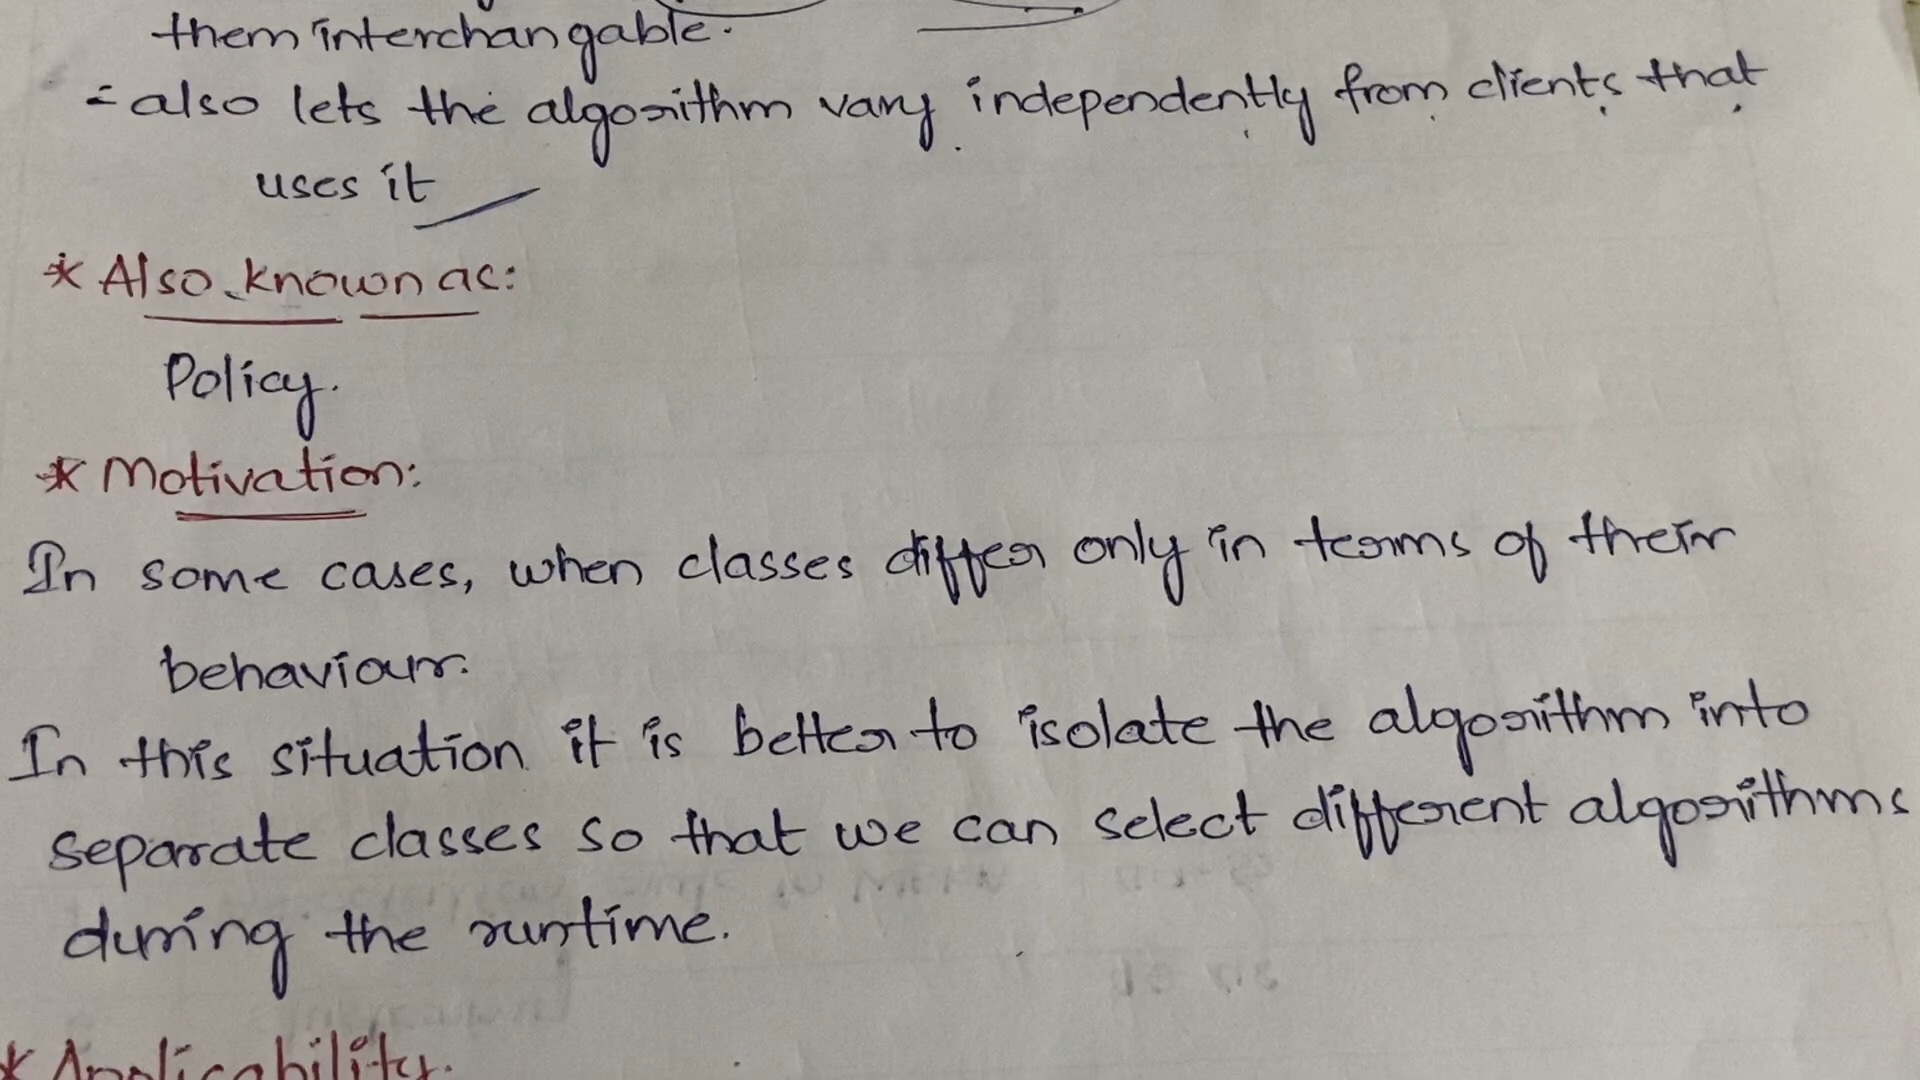 them interchangable.
- also lets the algorithm vary independently from clients that
uses it
* Also known as:
Policy.
* Motivation:
In some cases, when classes differ only in terms of their
behaviour.
In this situation it is better to isolate the algorithm into
separate classes so that we can select different algorithms
during the runtime.
* Applicability.